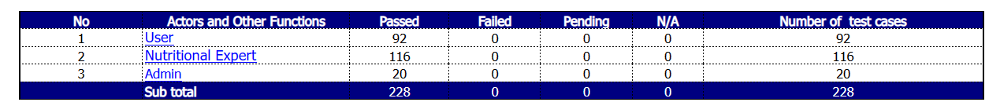 No Actors and Other Functions Passed Failed Pending N/A Number of  test cases
1 User 92 0 0 0 92
2 Nutritional Expert 116 0 0 0 116
3 Admin 20 0 0 0 20
Sub total 228 0 0 0 228